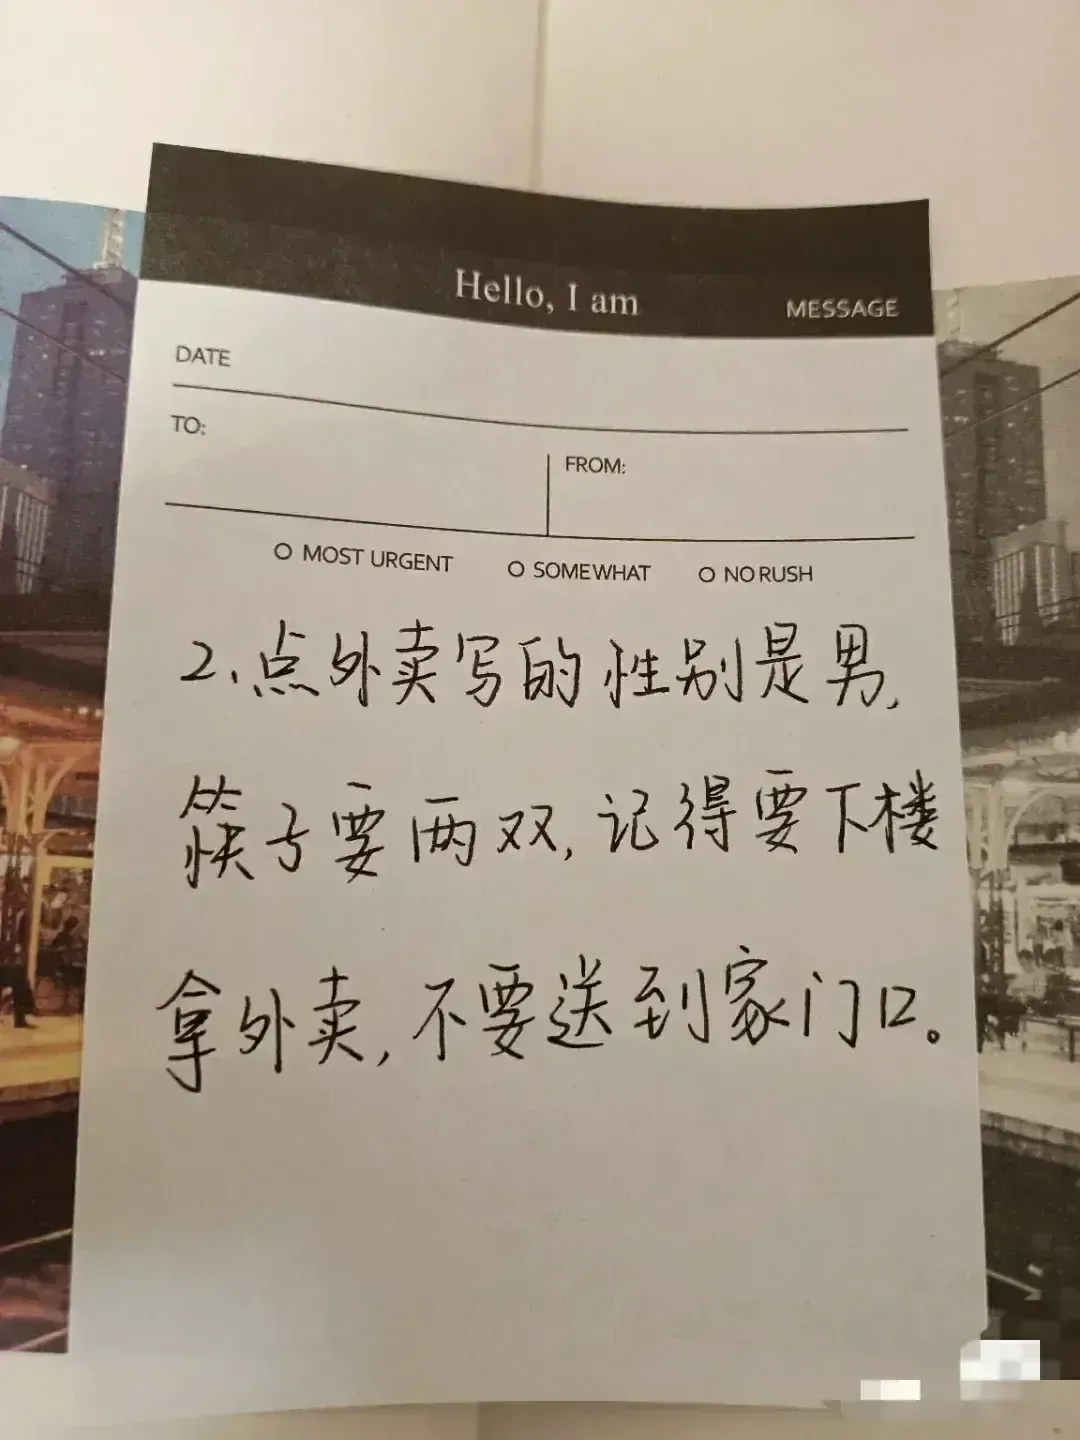 Hello, I am
MESSAGE
DATE
TO:
FROM:
MOST URGENT
SOMEWHAT
NO RUSH
2、点外卖写的性别是男,
筷子要两双,记得要下楼
拿外卖,不要送到家门口。